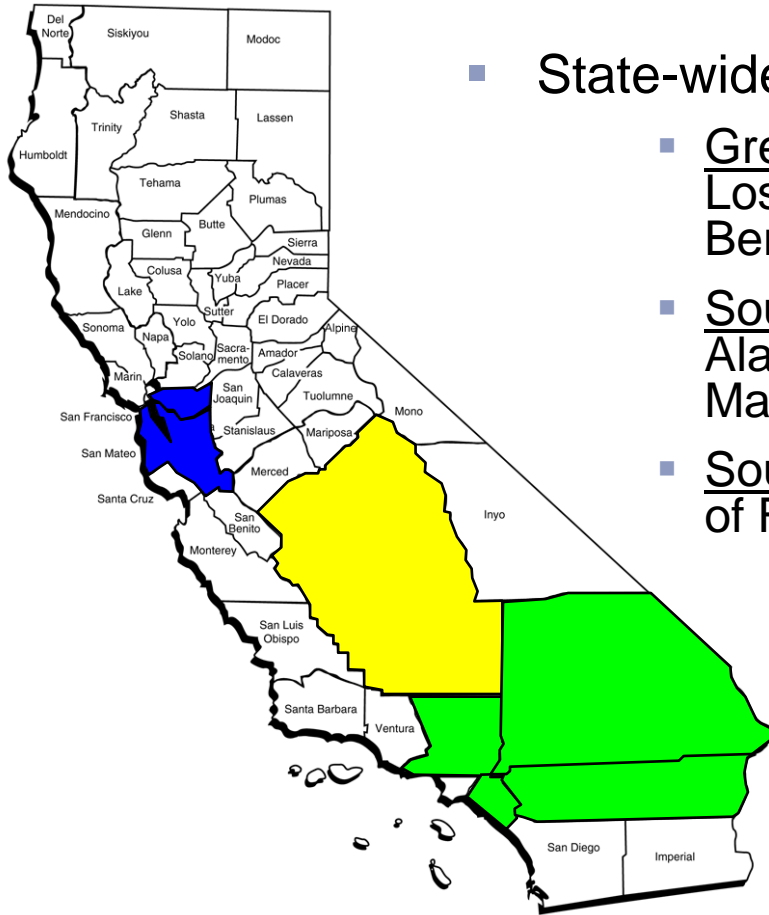 Del
Norte
Siskiyou
Modoc
Shasta
Lassen
Trinity
Humboldt
Tehama
Plumas
Mendocino
Butte
Glenn
Sierra
Nevada
Colusa
Yuba
Placer
Lake
Sutter
El Dorado
Yolo
Sonoma
Napa
Alpine
Sacra-
mento
Solano
Amador
Calaveras
Marin
San
Joaquin
Tuolumne
Mono
San Francisco
Stanislaus
Mariposa
San Mateo
Merced
Santa Cruz
San
Benito
Inyo
Monterey
San Luis
Obispo
Santa Barbara
Ventura
San Diego
Imperial
State-wide
Gre
Los
Ber
Sou
Ala
Ma
Sou
of